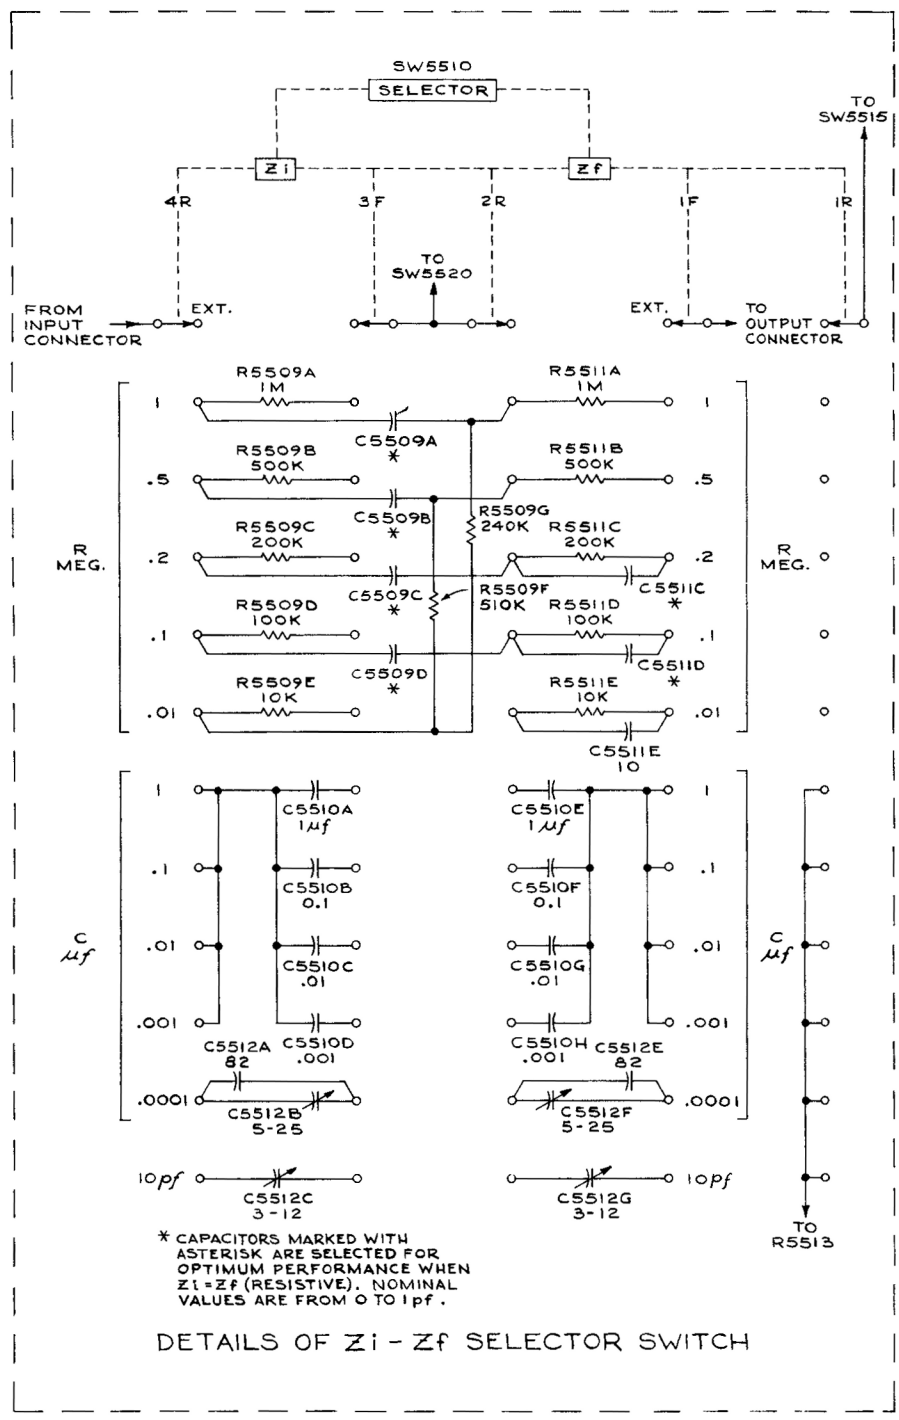 SW5510
SELECTOR
TO
SW5515
Zi
Zf
4R
3F
2R
1F
1R
TO
SW5520
FROM
INPUT
CONNECTOR
EXT.
EXT.
TO
OUTPUT
CONNECTOR
R5509A
1M
R5511A
1M
1
1
C5509A
*
R5509B
500K
R5511B
500K
.5
.5
C5509B
*
R5509G
240K
R5509C
200K
R5511C
200K
R
MEG.
.2
.2
R
MEG.
C5509C
*
R5509F
510K
C5511C
*
R5509D
100K
R5511D
100K
.1
.1
C5509D
*
C5511D
*
R5509E
10K
R5511E
10K
.01
.01
C5511E
10
1
C5510A
1µf
C5510E
1µf
1
.1
C5510B
0.1
C5510F
0.1
.1
C
µf
.01
C5510C
.01
C5510G
.01
.01
C
µf
.001
C5510D
.001
C5510H
.001
.001
C5512A
82
C5512E
82
.0001
C5512B
5-25
C5512F
5-25
.0001
10pf
C5512C
3-12
C5512G
3-12
10pf
TO
R5513
* CAPACITORS MARKED WITH
ASTERISK ARE SELECTED FOR
OPTIMUM PERFORMANCE WHEN
Zi=Zf (RESISTIVE). NOMINAL
VALUES ARE FROM 0 TO 1pf.
DETAILS OF Zi-Zf SELECTOR SWITCH